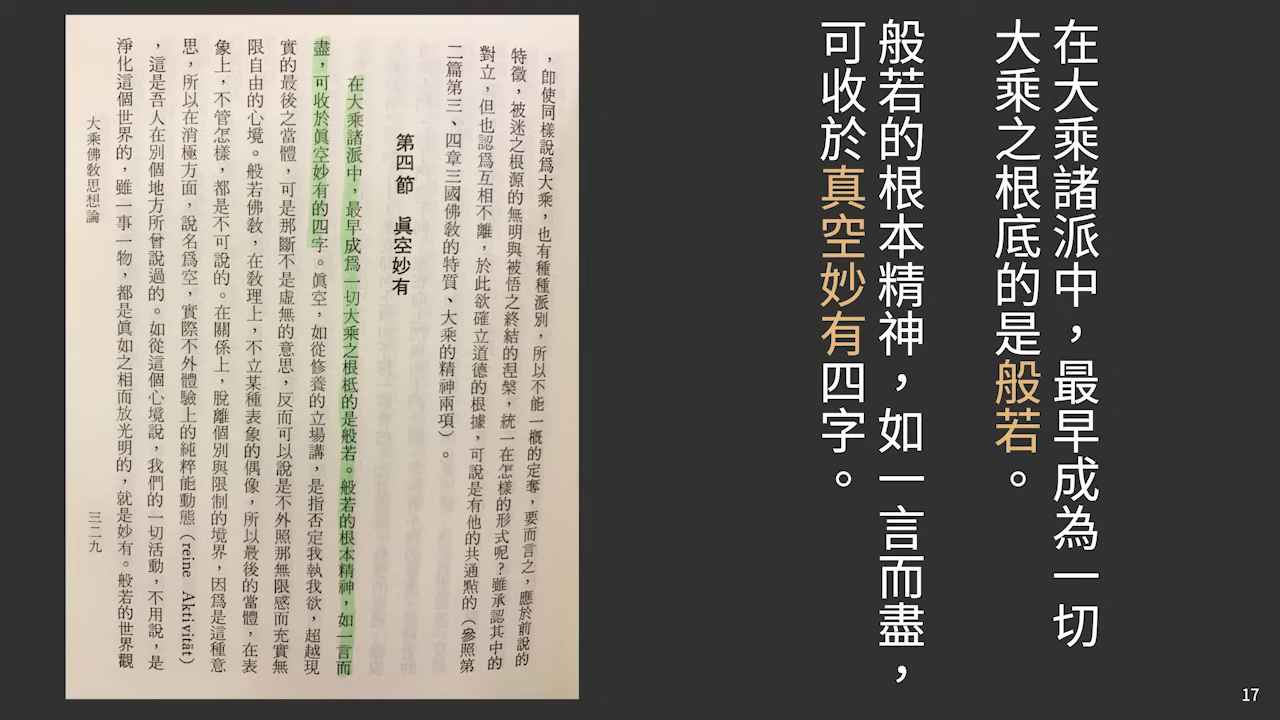 在大乘諸派中，最早成為一切
大乘之根底的是般若。
般若的根本精神，如一言而盡，
可收於真空妙有四字。
，卽使同樣說爲大乘，也有種種派別，所以不能一概的定奪，要而言之，應於前說的
特徵，被迷之根源的無明與被悟之終結的涅槃，統一在怎樣的形式呢？雖承認其中的
對立，但也認爲互相不離，於此欲確立道德的根據，可說是有他的共通點的（參照第
二篇第三、四章三國佛敎的特質、大乘的精神兩項）。
第四節　眞空妙有
在大乘諸派中，最早成爲一切大乘之根柢的是般若。般若的根本精神，如一言而
盡，可收於眞空妙有的四字。眞空，如從修養的立場講，是指否定我執我欲，超越現
實的最後之當體，可是那斷不是虛無的意思，反而可以說是不外照那無限感而充實無
限自由的心境。般若佛敎，在敎理上，不立某種表象的偶像，所以最後的當體，在表
象上，不管怎樣，都是不可說的。在關係上，脫離個別與限制的境界，因爲是這種意
思，所以在消極方面，說名爲空，實際不外體驗上的純粹能動態（reine Aktivität）
，這是吾人在別個地方所曾說過的。如從這個心境說，我們的一切活動，不用說，是
淨化這個世界的，雖一事一物，都是眞如之相而放光明的，就是妙有。般若的世界觀
大乘佛敎思想論
三二九
17